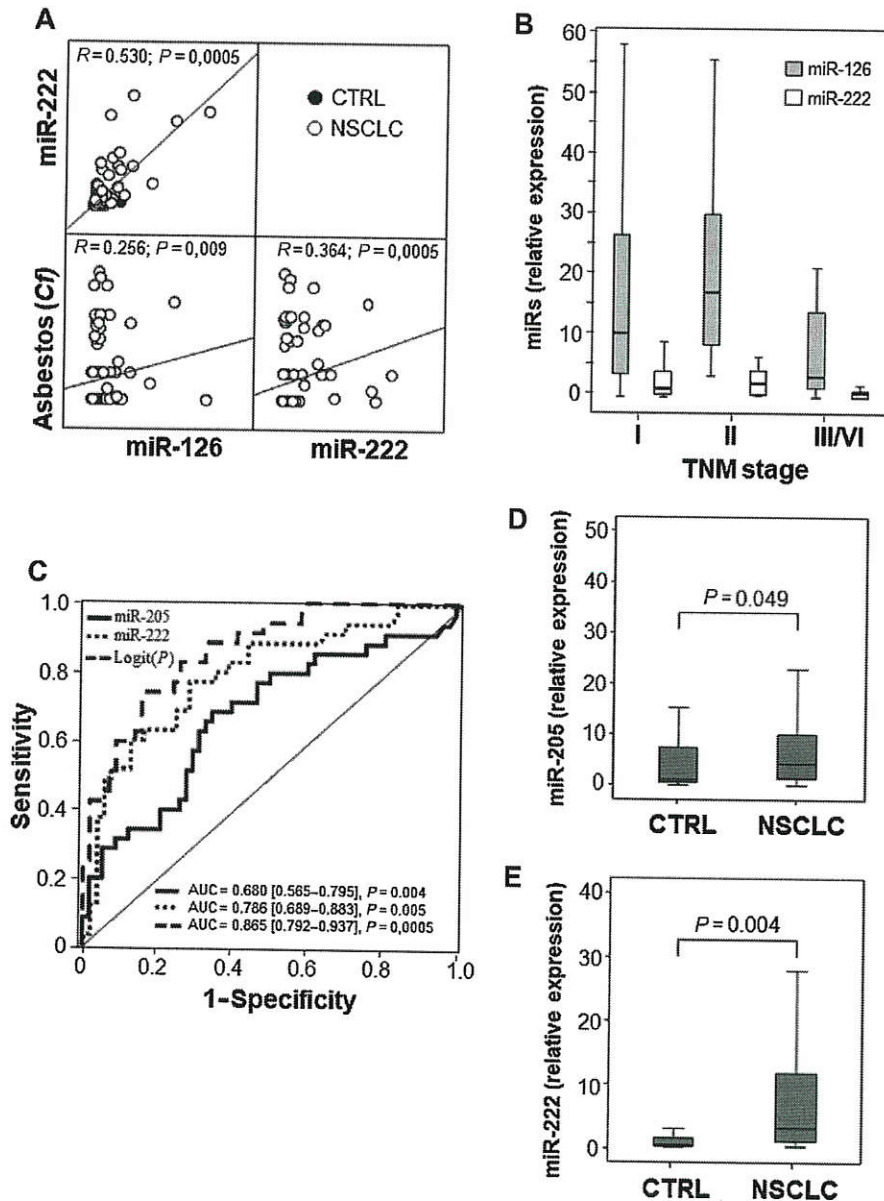 A
R=0.530; P=0,0005
miR-222
CTRL
NSCLC
R=0.256; P=0,009
R=0.364; P=0,0005
Asbestos (Cf)
miR-126
miR-222
B
60
50
40
30
20
10
0
miRs (relative expression)
miR-126
miR-222
I
II
III/VI
TNM stage
C
1.0
0.8
0.6
0.4
0.2
0
Sensitivity
miR-205
miR-222
Logit(P)
AUC = 0.680 [0.565–0.795], P = 0.004
AUC = 0.786 [0.689–0.883], P = 0.005
AUC = 0.865 [0.792–0.937], P = 0,0005
0
0.2
0.4
0.6
0.8
1.0
1-Specificity
D
50
40
30
20
10
0
miR-205 (relative expression)
P = 0.049
CTRL
NSCLC
E
40
30
20
10
0
miR-222 (relative expression)
P = 0.004
CTRL
NSCLC